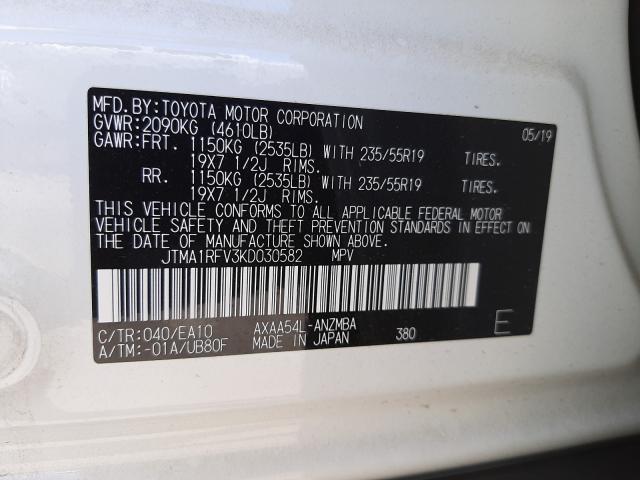 MFD.BY:TOYOTA MOTOR CORPORATION 05/19
GVWR:2090KG (4610LB)
GAWR:FRT. 1150KG (2535LB) WITH 235/55R19 TIRES.
19X7 1/2J RIMS.
RR. 1150KG (2535LB) WITH 235/55R19 TIRES.
19X7 1/2J RIMS.
THIS VEHICLE CONFORMS TO ALL APPLICABLE FEDERAL MOTOR
VEHICLE SAFETY AND THEFT PREVENTION STANDARDS IN EFFECT ON
THE DATE OF MANUFACTURE SHOWN ABOVE.
JTMA1RFV3KD030582 MPV
C/TR:040/EA10 AXAA54L-ANZMBA 380 E
A/TM:-01A/UB80F MADE IN JAPAN